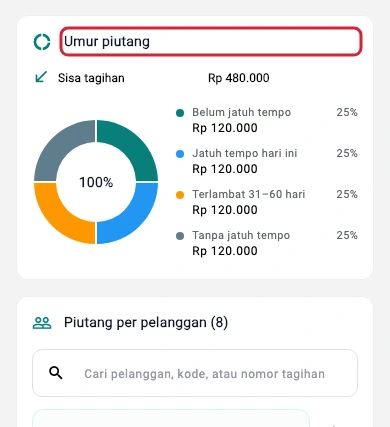 Umur piutang
Sisa tagihan Rp 480.000
Belum jatuh tempo 25%
Rp 120.000
Jatuh tempo hari ini 25%
Rp 120.000
100%
Terlambat 31–60 hari 25%
Rp 120.000
Tanpa jatuh tempo 25%
Rp 120.000
Piutang per pelanggan (8)
Cari pelanggan, kode, atau nomor tagihan